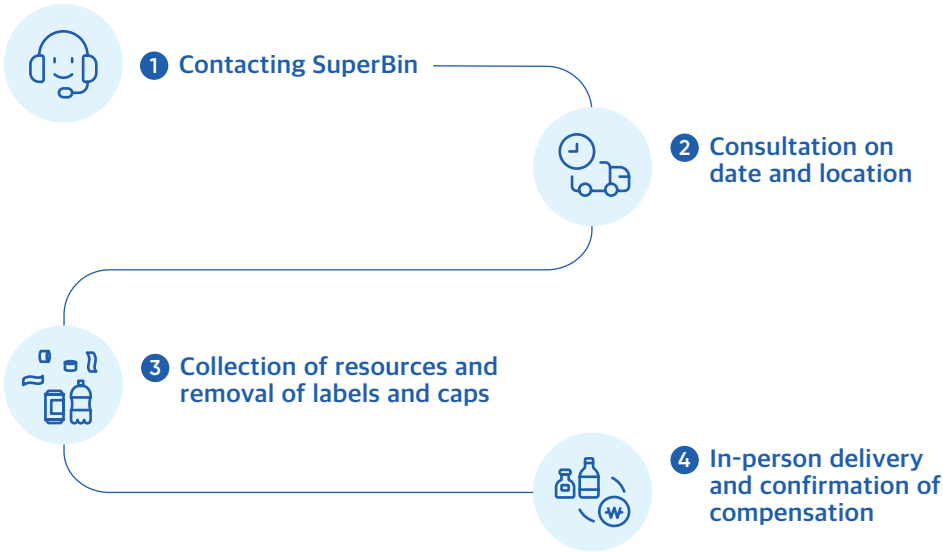 1 Contacting SuperBin
2 Consultation on
date and location
3 Collection of resources and
removal of labels and caps
4 In-person delivery
and confirmation of
compensation
₩